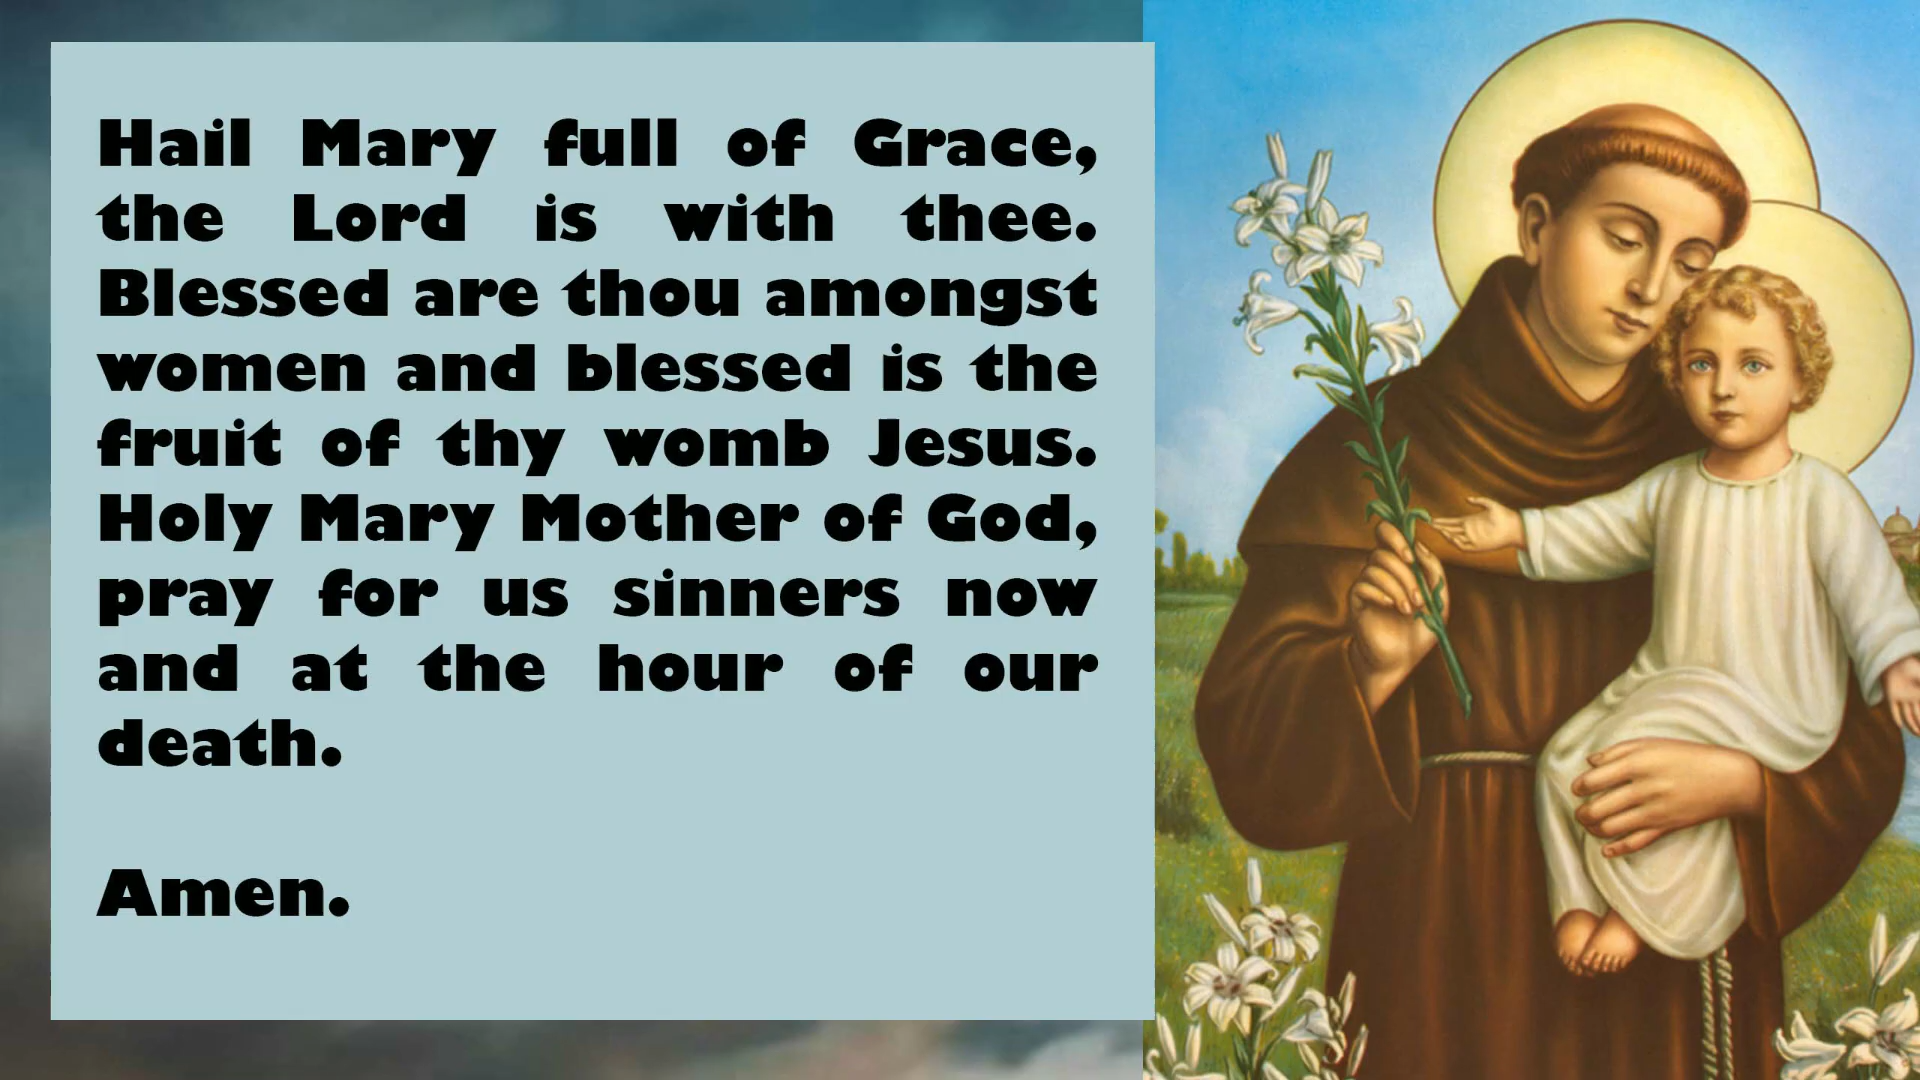 Hail Mary full of Grace,
the Lord is with thee.
Blessed are thou amongst
women and blessed is the
fruit of thy womb Jesus.
Holy Mary Mother of God,
pray for us sinners now
and at the hour of our
death.
Amen.